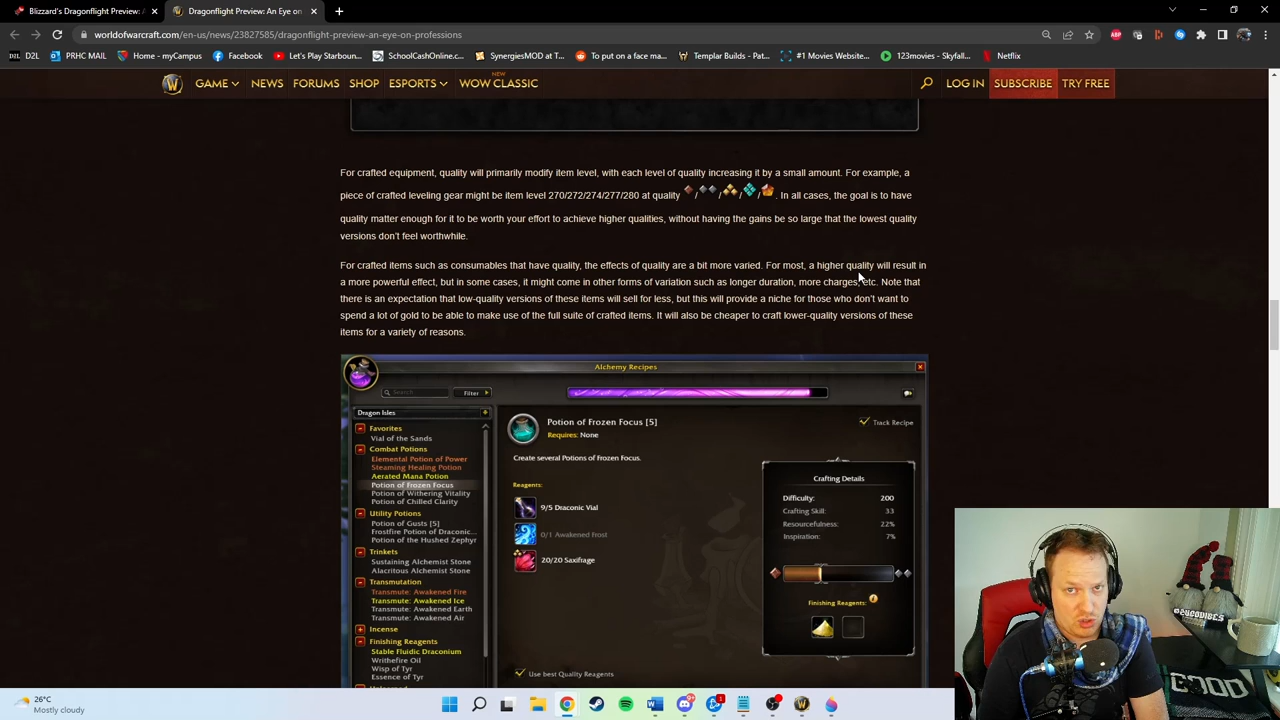 Blizzard's Dragonflight Preview: A
Dragonflight Preview: An Eye on
worldofwarcraft.com/en-us/news/23827585/dragonflight-preview-an-eye-on-professions
D2L
PRHC MAIL
Home - myCampus
Facebook
Let's Play Starboun...
SchoolCashOnline.c...
SynergiesMOD at T...
To put on a face ma...
Templar Builds - Pat...
#1 Movies Website...
123movies - Skyfall...
Netflix
GAME
NEWS
FORUMS
SHOP
ESPORTS
NEW
WOW CLASSIC
LOG IN
SUBSCRIBE
TRY FREE
For crafted equipment, quality will primarily modify item level, with each level of quality increasing it by a small amount. For example, a
piece of crafted leveling gear might be item level 270/272/274/277/280 at quality / / / / . In all cases, the goal is to have
quality matter enough for it to be worth your effort to achieve higher qualities, without having the gains be so large that the lowest quality
versions don't feel worthwhile.
For crafted items such as consumables that have quality, the effects of quality are a bit more varied. For most, a higher quality will result in
a more powerful effect, but in some cases, it might come in other forms of variation such as longer duration, more charges, etc. Note that
there is an expectation that low-quality versions of these items will sell for less, but this will provide a niche for those who don't want to
spend a lot of gold to be able to make use of the full suite of crafted items. It will also be cheaper to craft lower-quality versions of these
items for a variety of reasons.
Alchemy Recipes
Search
Filter
Dragon Isles
Favorites
Vial of the Sands
Combat Potions
Elemental Potion of Power
Steaming Healing Potion
Aerated Mana Potion
Potion of Frozen Focus
Potion of Withering Vitality
Potion of Chilled Clarity
Utility Potions
Potion of Gusts [5]
Frostfire Potion of Draconic...
Potion of the Hushed Zephyr
Trinkets
Sustaining Alchemist Stone
Alacritous Alchemist Stone
Transmutation
Transmute: Awakened Fire
Transmute: Awakened Ice
Transmute: Awakened Earth
Transmute: Awakened Air
Incense
Finishing Reagents
Stable Fluidic Draconium
Writhefire Oil
Wisp of Tyr
Essence of Tyr
Potion of Frozen Focus [5]
Requires: None
Track Recipe
Create several Potions of Frozen Focus.
Reagents:
9/5 Draconic Vial
0/1 Awakened Frost
20/20 Saxifrage
Use best Quality Reagents
Crafting Details
Difficulty: 200
Crafting Skill: 33
Resourcefulness: 22%
Inspiration: 7%
Finishing Reagents:
GOOD
26°C
Mostly cloudy